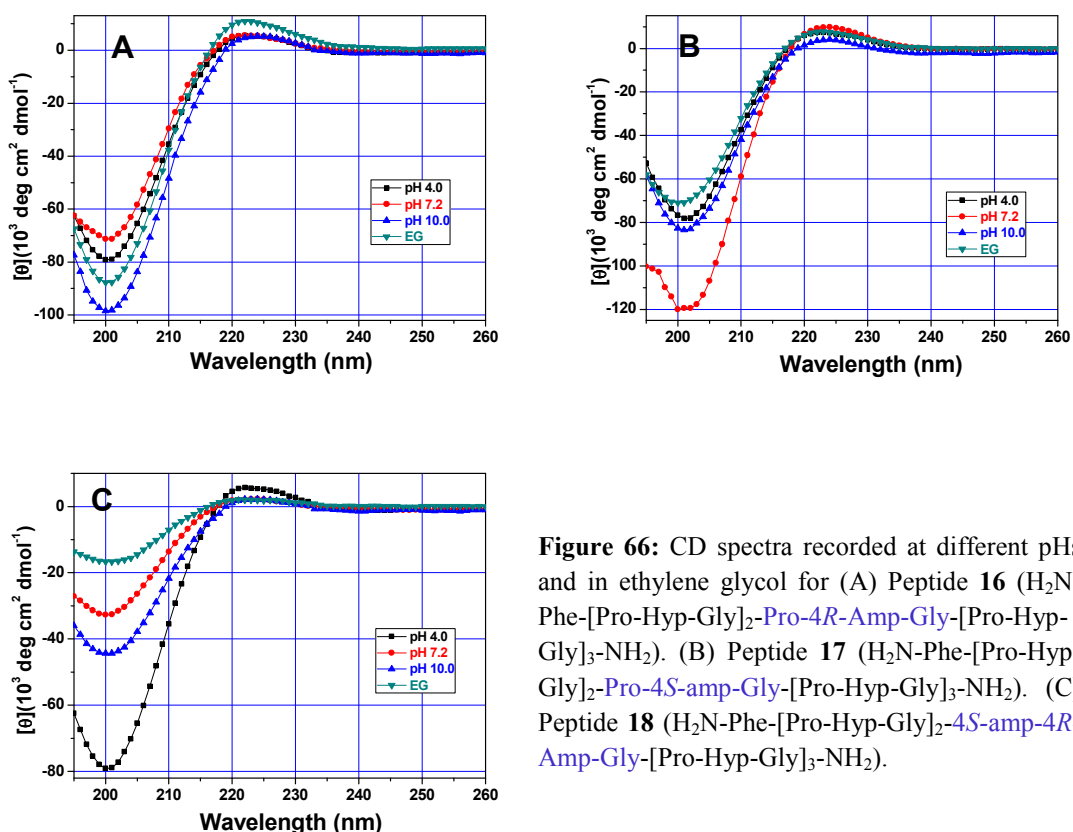 A
[θ](10³ deg cm² dmol⁻¹)
0
-20
-40
-60
-80
-100
pH 4.0
pH 7.2
pH 10.0
EG
200 210 220 230 240 250 260
Wavelength (nm)
B
[θ](10³ deg cm² dmol⁻¹)
20
0
-20
-40
-60
-80
-100
-120
pH 4.0
pH 7.2
pH 10.0
EG
200 210 220 230 240 250 260
Wavelength (nm)
C
[θ](10³ deg cm² dmol⁻¹)
0
-20
-40
-60
-80
pH 4.0
pH 7.2
pH 10.0
EG
200 210 220 230 240 250 260
Wavelength (nm)
Figure 66: CD spectra recorded at different pHs
and in ethylene glycol for (A) Peptide 16 (H₂N
Phe-[Pro-Hyp-Gly]₂-Pro-4R-Amp-Gly-[Pro-Hyp-
Gly]₃-NH₂). (B) Peptide 17 (H₂N-Phe-[Pro-Hyp
Gly]₂-Pro-4S-amp-Gly-[Pro-Hyp-Gly]₃-NH₂). (C
Peptide 18 (H₂N-Phe-[Pro-Hyp-Gly]₂-4S-amp-4R
Amp-Gly-[Pro-Hyp-Gly]₃-NH₂).